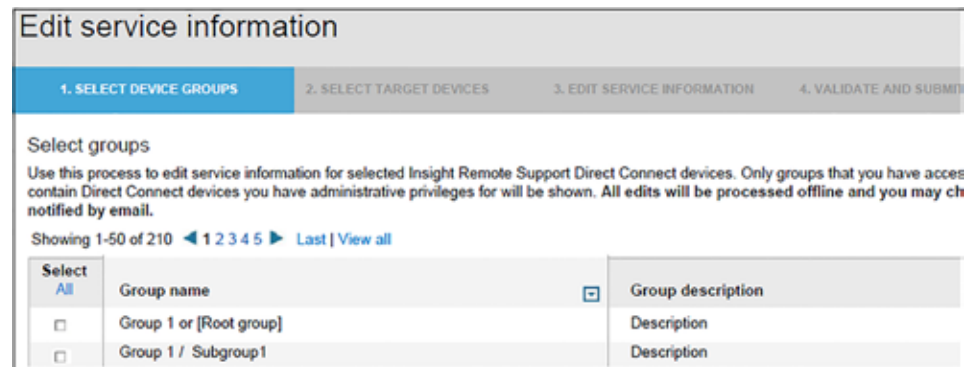 Edit service information
1. SELECT DEVICE GROUPS 2. SELECT TARGET DEVICES 3. EDIT SERVICE INFORMATION 4. VALIDATE AND SUBMIT
Select groups
Use this process to edit service information for selected Insight Remote Support Direct Connect devices. Only groups that you have acces
contain Direct Connect devices you have administrative privileges for will be shown. All edits will be processed offline and you may ch
notified by email.
Showing 1-50 of 210 ◀ 1 2 3 4 5 ▶ Last | View all
Select
All Group name Group description
Group 1 or [Root group] Description
Group 1 / Subgroup1 Description